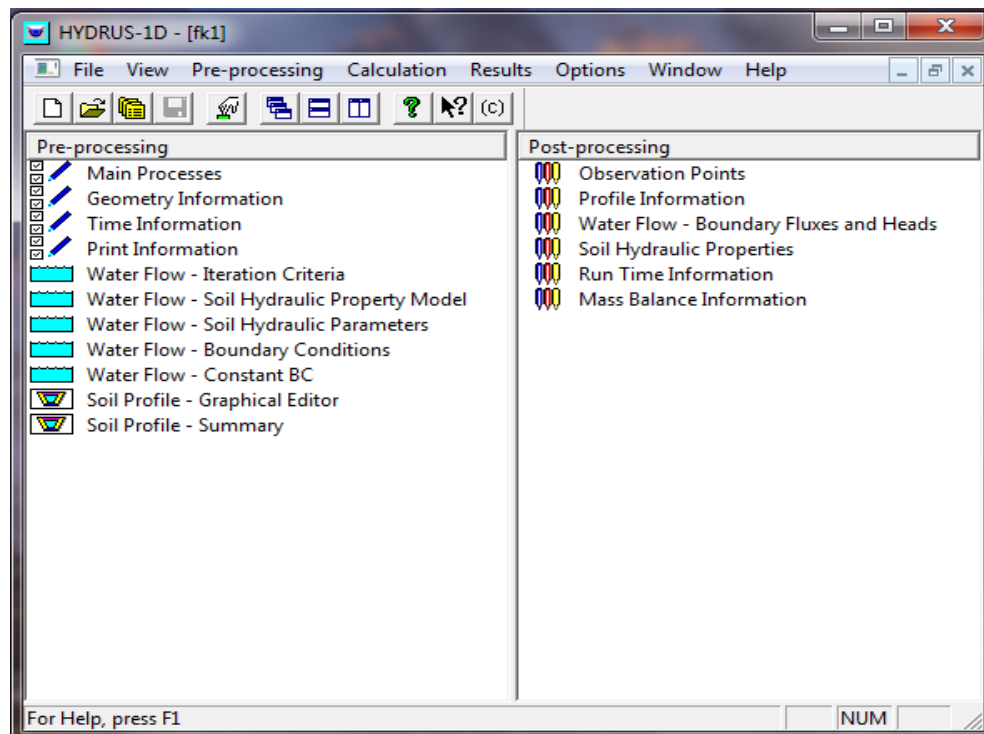 HYDRUS-1D - [fk1]
File View Pre-processing Calculation Results Options Window Help
? ? (c)
Pre-processing
Main Processes
Geometry Information
Time Information
Print Information
Water Flow - Iteration Criteria
Water Flow - Soil Hydraulic Property Model
Water Flow - Soil Hydraulic Parameters
Water Flow - Boundary Conditions
Water Flow - Constant BC
Soil Profile - Graphical Editor
Soil Profile - Summary
Post-processing
Observation Points
Profile Information
Water Flow - Boundary Fluxes and Heads
Soil Hydraulic Properties
Run Time Information
Mass Balance Information
For Help, press F1
NUM